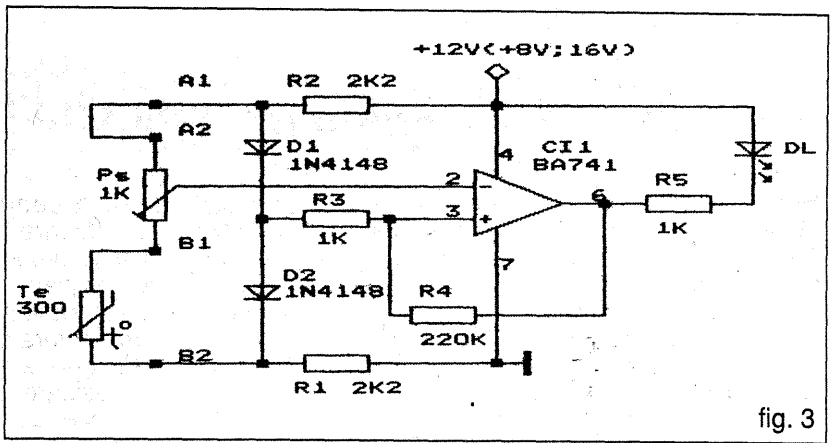 +12V(+8V;16V)
A1
R2 2K2
A2
D1
1N4148
4
CI1
BA741
DL
Ps
1K
2
-
R3
3
+
6
R5
1K
B1
1K
7
D2
1N4148
R4
Te
300
t°
220K
B2
R1 2K2
fig. 3